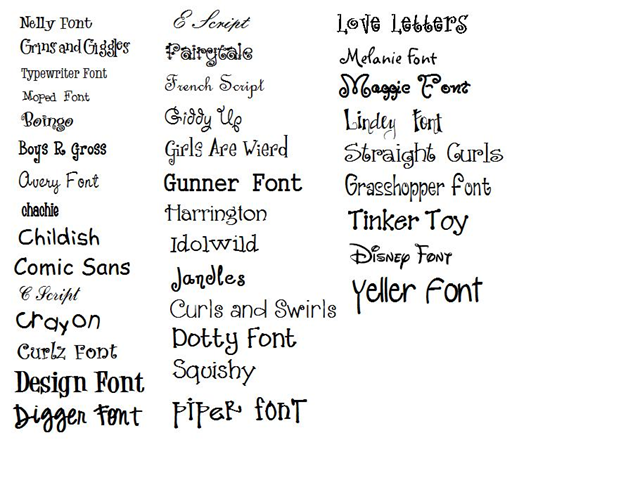 Nelly Font
Grins and Giggles
Typewriter Font
Moped Font
Boingo
Boys R Gross
Avery Font
chachie
Childish
Comic Sans
E Script
Crayon
Curlz Font
Design Font
Digger Font
E Script
Fairytale
French Script
Giddy Up
Girls Are Wierd
Gunner Font
Harrington
Idolwild
Jandles
Curls and Swirls
Dotty Font
Squishy
Piper font
Love Letters
Melanie Font
Maggie Font
Lindey Font
Straight Curls
Grasshopper Font
Tinker Toy
Disney Font
Yeller Font